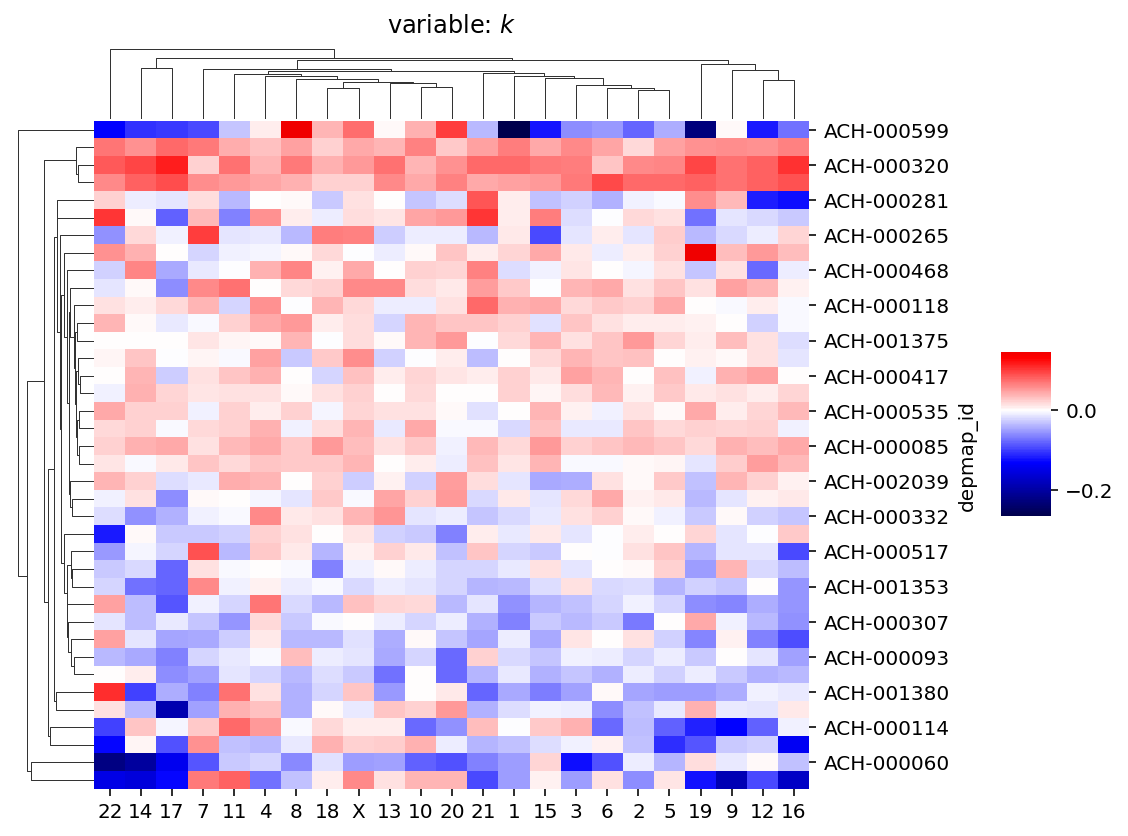 variable: k
ACH-000599
ACH-000320
ACH-000281
ACH-000265
ACH-000468
ACH-000118
ACH-001375
ACH-000417
ACH-000535
ACH-000085
ACH-002039
ACH-000332
ACH-000517
ACH-001353
ACH-000307
ACH-000093
ACH-001380
ACH-000114
ACH-000060
depmap_id
0.0
−0.2
22 14 17 7 11 4 8 18 X 13 10 20 21 1 15 3 6 2 5 19 9 12 16